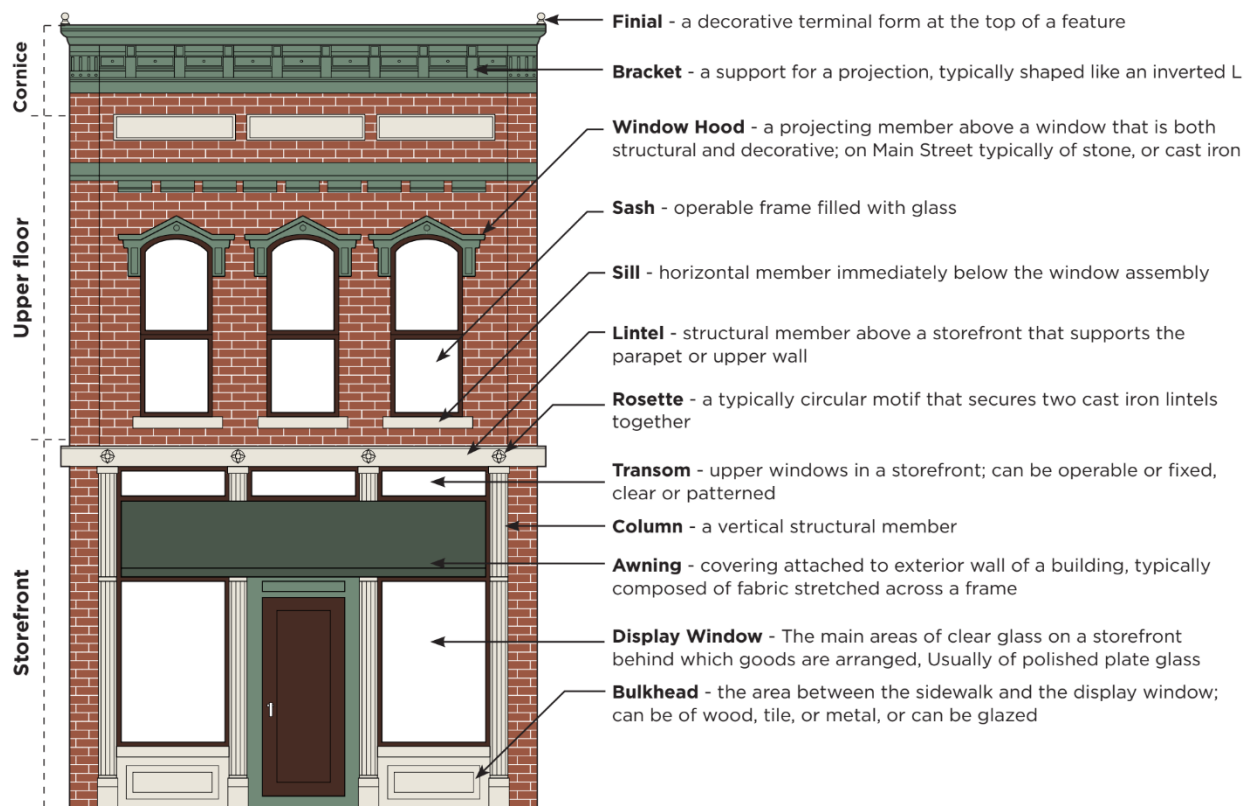 Cornice
Upper floor
Storefront
Finial - a decorative terminal form at the top of a feature
Bracket - a support for a projection, typically shaped like an inverted L
Window Hood - a projecting member above a window that is both
structural and decorative; on Main Street typically of stone, or cast iron
Sash - operable frame filled with glass
Sill - horizontal member immediately below the window assembly
Lintel - structural member above a storefront that supports the
parapet or upper wall
Rosette - a typically circular motif that secures two cast iron lintels
together
Transom - upper windows in a storefront; can be operable or fixed,
clear or patterned
Column - a vertical structural member
Awning - covering attached to exterior wall of a building, typically
composed of fabric stretched across a frame
Display Window - The main areas of clear glass on a storefront
behind which goods are arranged, Usually of polished plate glass
Bulkhead - the area between the sidewalk and the display window;
can be of wood, tile, or metal, or can be glazed